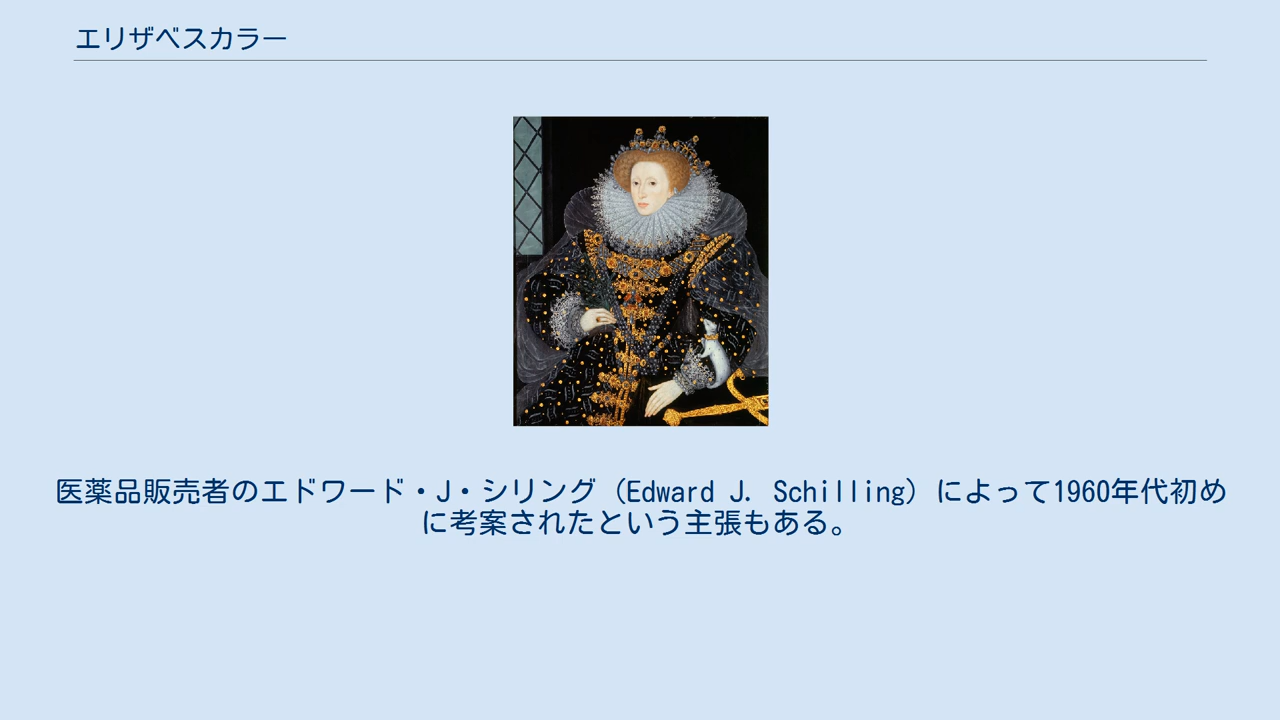 エリザベスカラー
医薬品販売者のエドワード・J・シリング (Edward J. Schilling) によって1960年代初め
に考案されたという主張もある。